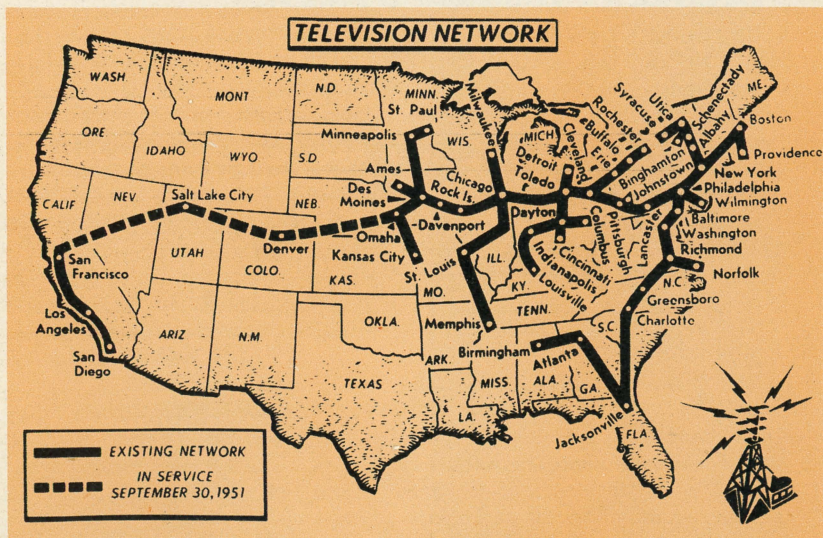 TELEVISION NETWORK
WASH
MONT
N.D.
MINN.
St. Paul
Minneapolis
ORE
IDAHO
WYO
S.D
WIS.
Milwaukee
MICH.
Detroit
Toledo
Cleveland
Erie
Buffalo
Rochester
Syracuse
Utica
Schenectady
Albany
ME.
Boston
Providence
New York
Philadelphia
Wilmington
Baltimore
Washington
Richmond
Norfolk
Binghamton
Johnstown
Pittsburgh
Lancaster
Ames
Des
Moines
Chicago
Rock Is.
Davenport
Omaha
Kansas City
NEB.
CALIF
NEV
Salt Lake City
UTAH
Denver
COLO.
KAS.
San
Francisco
Los
Angeles
San
Diego
ARIZ
N.M.
OKLA.
TEXAS
MO.
St. Louis
ILL.
Dayton
Columbus
Cincinnati
Indianapolis
Louisville
KY.
TENN.
Memphis
ARK.
Birmingham
Atlanta
MISS.
ALA.
GA.
LA.
N.C.
Greensboro
Charlotte
S.C.
Jacksonville
FLA.
EXISTING NETWORK
IN SERVICE
SEPTEMBER 30, 1951